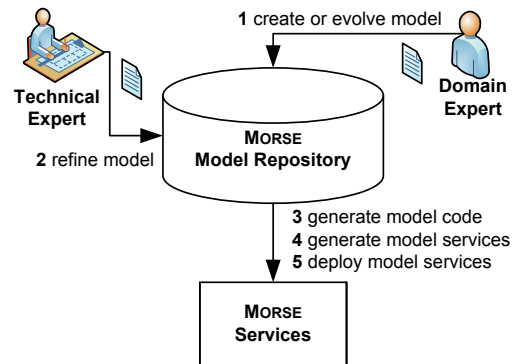 1 create or evolve model
Technical
Expert
Domain
Expert
2 refine model
MORSE
Model Repository
3 generate model code
4 generate model services
5 deploy model services
MORSE
Services